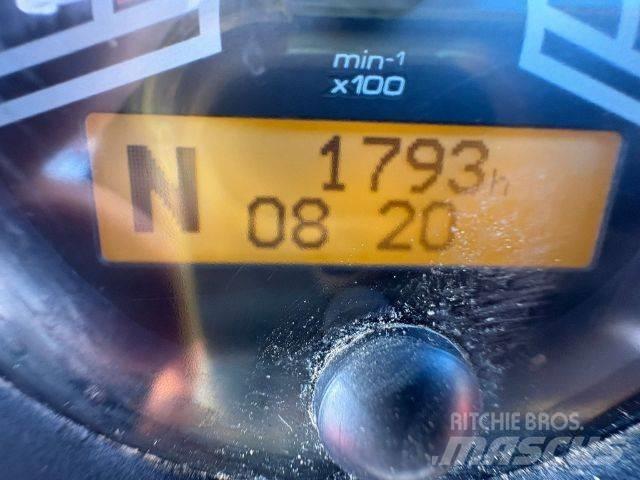 min-1
x100
N 1793h
08 20
RITCHIE BROS.
MASCUS